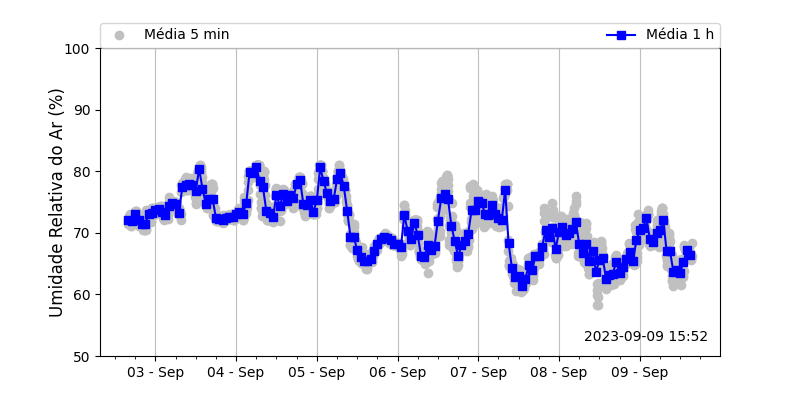 Média 5 min
Média 1 h
Umidade Relativa do Ar (%)
100
90
80
70
60
50
2023-09-09 15:52
03 - Sep
04 - Sep
05 - Sep
06 - Sep
07 - Sep
08 - Sep
09 - Sep